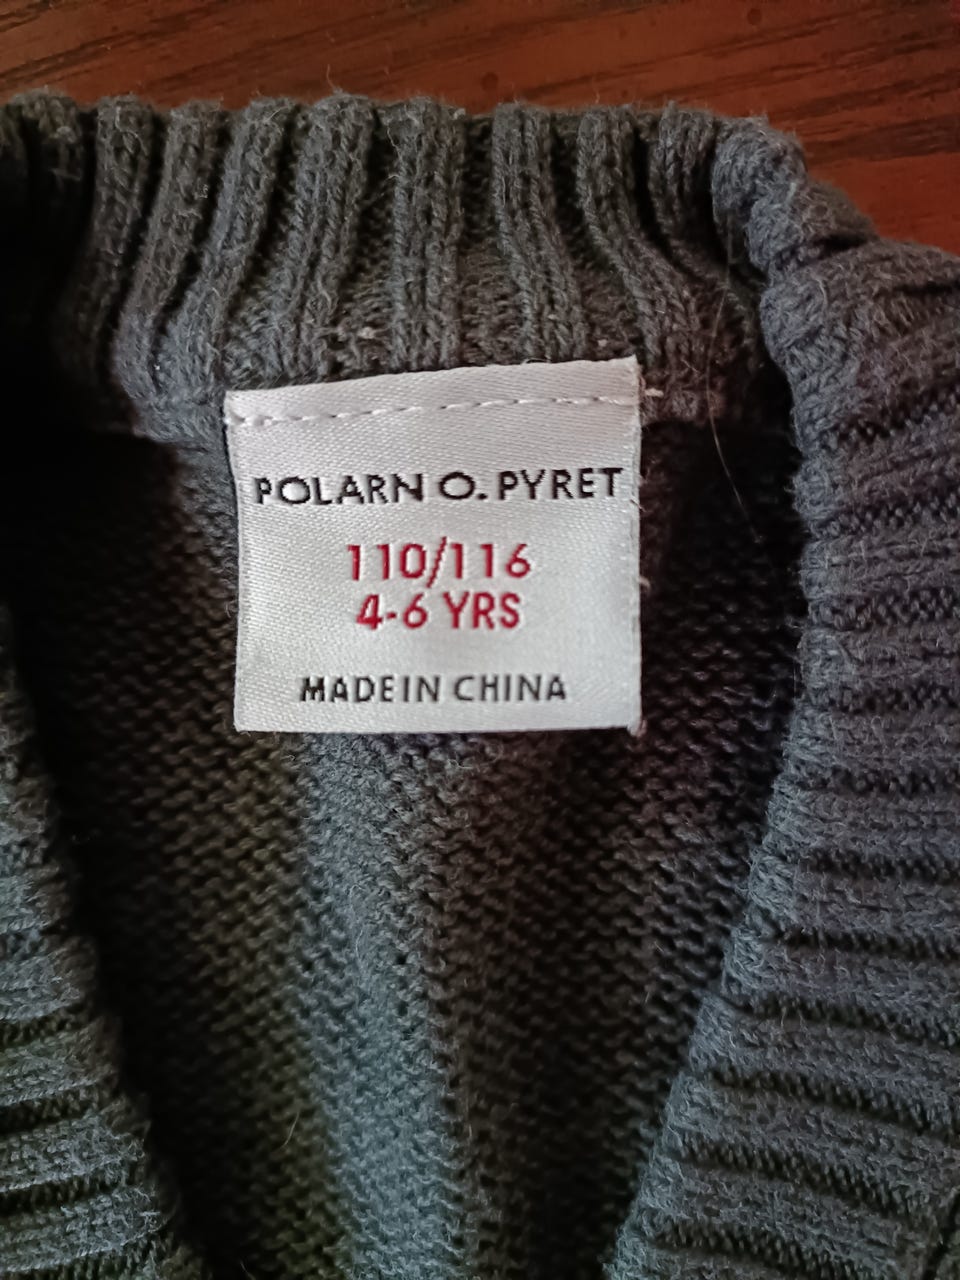 POLARN O. PYRET
110/116
4-6 YRS
MADE IN CHINA